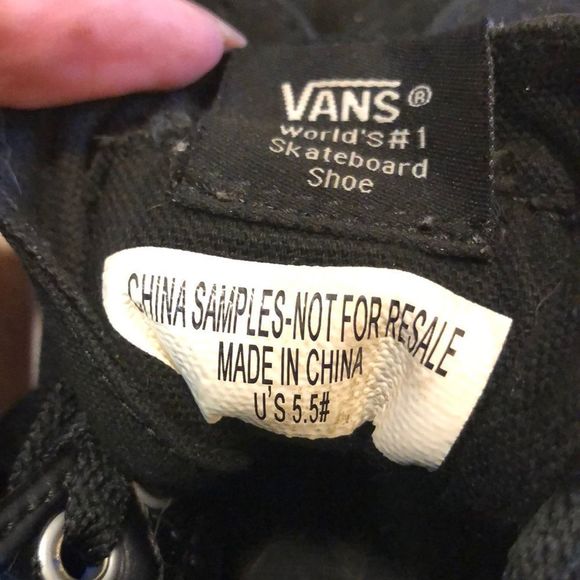 VANS®
World's#1
Skateboard
Shoe
CHINA SAMPLES-NOT FOR RESALE
MADE IN CHINA
U'S 5.5#